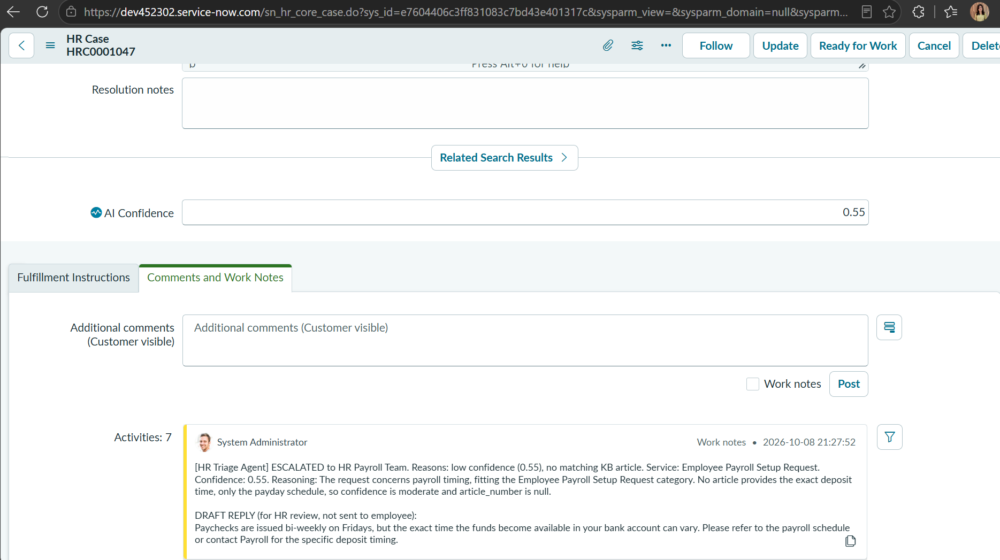 https://dev452302.service-now.com/sn_hr_core_case.do?sys_id=e7604406c3ff831083c7bd43e401317c&sysparm_view=&sysparm_domain=null&sysparm...
HR Case
HRC0001047
Follow
Update
Ready for Work
Cancel
Delete
p
Press Alt+0 for help
Resolution notes
Related Search Results
AI Confidence
0.55
Fulfillment Instructions
Comments and Work Notes
Additional comments
(Customer visible)
Additional comments (Customer visible)
Work notes
Post
Activities: 7
System Administrator
Work notes • 2026-10-08 21:27:52
[HR Triage Agent] ESCALATED to HR Payroll Team. Reasons: low confidence (0.55), no matching KB article. Service: Employee Payroll Setup Request.
Confidence: 0.55. Reasoning: The request concerns payroll timing, fitting the Employee Payroll Setup Request category. No article provides the exact deposit
time, only the payday schedule, so confidence is moderate and article_number is null.
DRAFT REPLY (for HR review, not sent to employee):
Paychecks are issued bi-weekly on Fridays, but the exact time the funds become available in your bank account can vary. Please refer to the payroll schedule
or contact Payroll for the specific deposit timing.